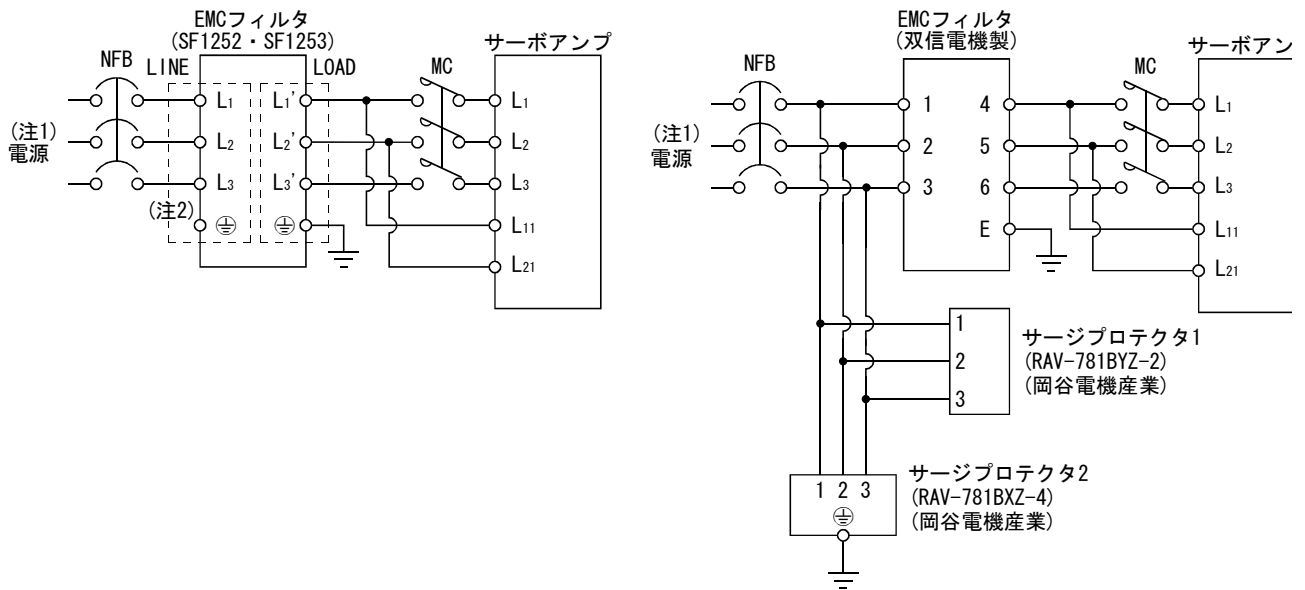 EMCフィルタ
(SF1252・SF1253)
NFB
LINE
LOAD
MC
サーボアンプ
(注1)
電源
L1
L1'
L1
L2
L2'
L2
L3
L3'
L3
(注2)
L11
L21
EMCフィルタ
(双信電機製)
NFB
MC
サーボアン
(注1)
電源
1
4
L1
2
5
L2
3
6
L3
E
L11
L21
1
2
3
サージプロテクタ1
(RAV-781BYZ-2)
(岡谷電機産業)
1 2 3
サージプロテクタ2
(RAV-781BXZ-4)
(岡谷電機産業)